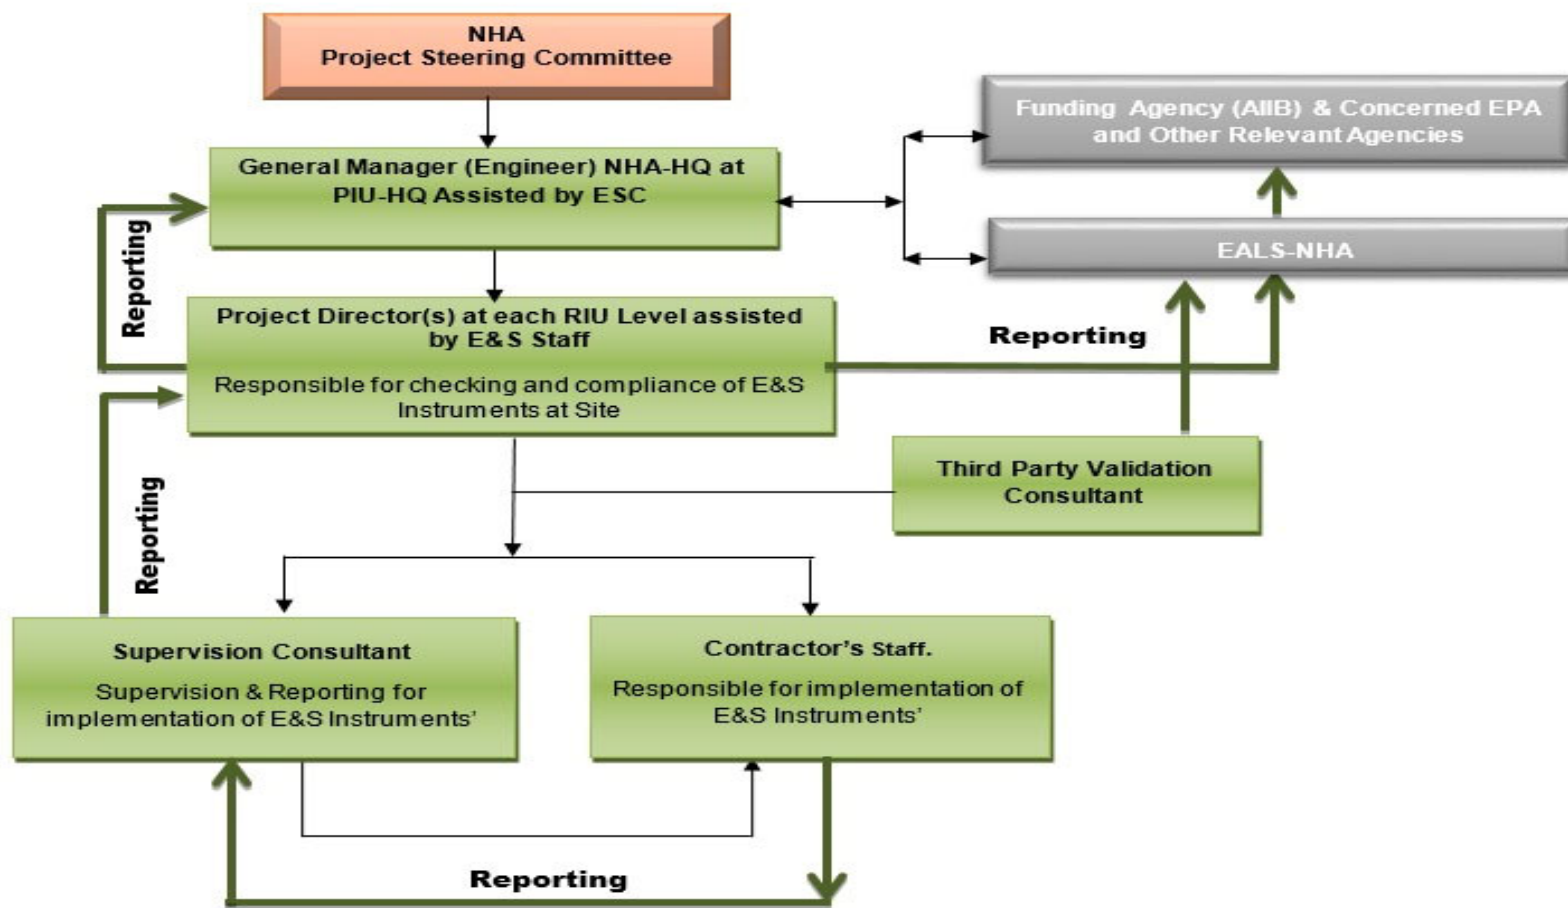 NHA
Project Steering Committee
Funding Agency (AIIB) & Concerned EPA
and Other Relevant Agencies
General Manager (Engineer) NHA-HQ at
PIU-HQ Assisted by ESC
EALS-NHA
Reporting
Project Director(s) at each RIU Level assisted
by E&S Staff
Responsible for checking and compliance of E&S
Instruments at Site
Reporting
Third Party Validation
Consultant
Reporting
Supervision Consultant
Supervision & Reporting for
implementation of E&S Instruments’
Contractor’s Staff.
Responsible for implementation of
E&S Instruments’
Reporting